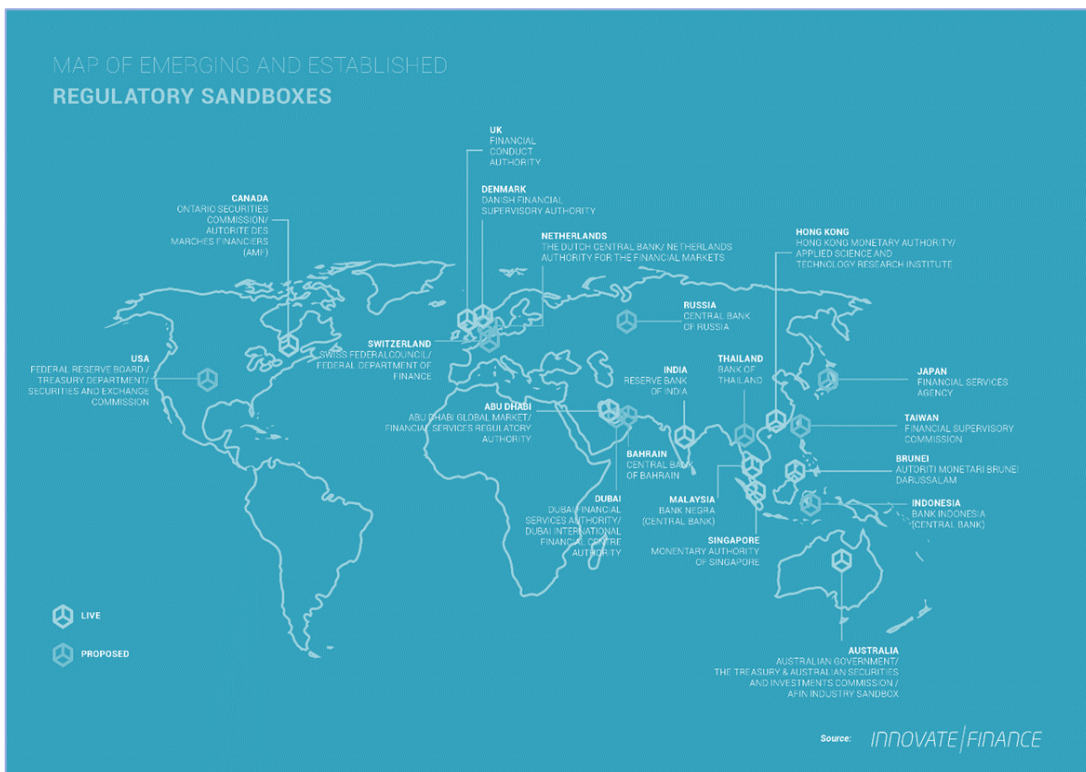 MAP OF EMERGING AND ESTABLISHED
REGULATORY SANDBOXES
UK
FINANCIAL
CONDUCT
AUTHORITY
DENMARK
DANISH FINANCIAL
SUPERVISORY AUTHORITY
CANADA
ONTARIO SECURITIES
COMMISSION/
AUTORITÉ DES
MARCHES FINANCIERS
(AMF)
NETHERLANDS
THE DUTCH CENTRAL BANK/ NETHERLANDS
AUTHORITY FOR THE FINANCIAL MARKETS
HONG KONG
HONG KONG MONETARY AUTHORITY/
APPLIED SCIENCE AND
TECHNOLOGY RESEARCH INSTITUTE
RUSSIA
CENTRAL BANK
OF RUSSIA
SWITZERLAND
SWISS FEDERALCOUNCIL/
FEDERAL DEPARTMENT OF
FINANCE
USA
FEDERAL RESERVE BOARD /
TREASURY DEPARTMENT/
SECURITIES AND EXCHANGE
COMMISSION
INDIA
RESERVE BANK
OF INDIA
THAILAND
BANK OF
THAILAND
JAPAN
FINANCIAL SERVICES
AGENCY
ABU DHABI
ABU DHABI GLOBAL MARKET/
FINANCIAL SERVICES REGULATORY
AUTHORITY
TAIWAN
FINANCIAL SUPERVISORY
COMMISSION
BAHRAIN
CENTRAL BANK
OF BAHRAIN
BRUNEI
AUTORITI MONETARI BRUNEI
DARUSSALAM
DUBAI
DUBAI FINANCIAL
SERVICES AUTHORITY/
DUBAI INTERNATIONAL
FINANCIAL CENTRE
AUTHORITY
MALAYSIA
BANK NEGRA
(CENTRAL BANK)
INDONESIA
BANK INDONESIA
(CENTRAL BANK)
SINGAPORE
MONETARY AUTHORITY
OF SINGAPORE
LIVE
PROPOSED
AUSTRALIA
AUSTRALIAN GOVERNMENT/
THE TREASURY & AUSTRALIAN SECURITIES
AND INVESTMENTS COMMISSION /
AFIN INDUSTRY SANDBOX
Source: INNOVATE/FINANCE